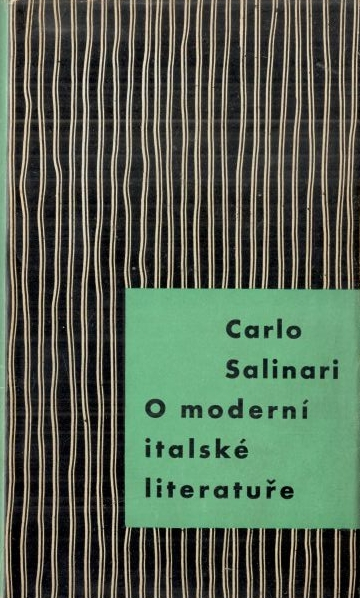 Carlo
Salinari
O moderní
italské
literatuře